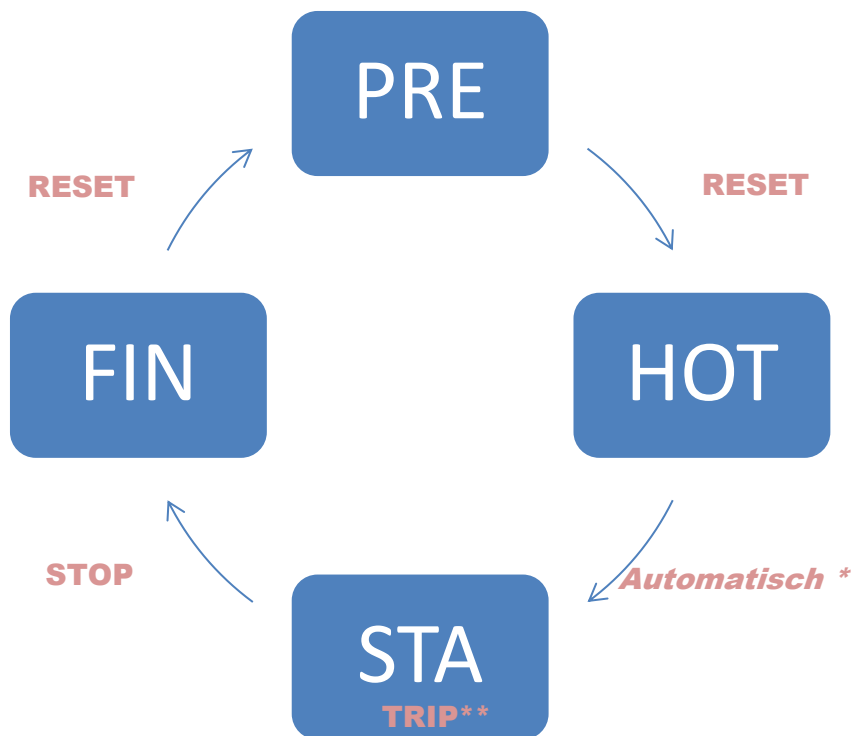 PRE
RESET
RESET
FIN
HOT
STOP
Automatisch *
STA
TRIP**